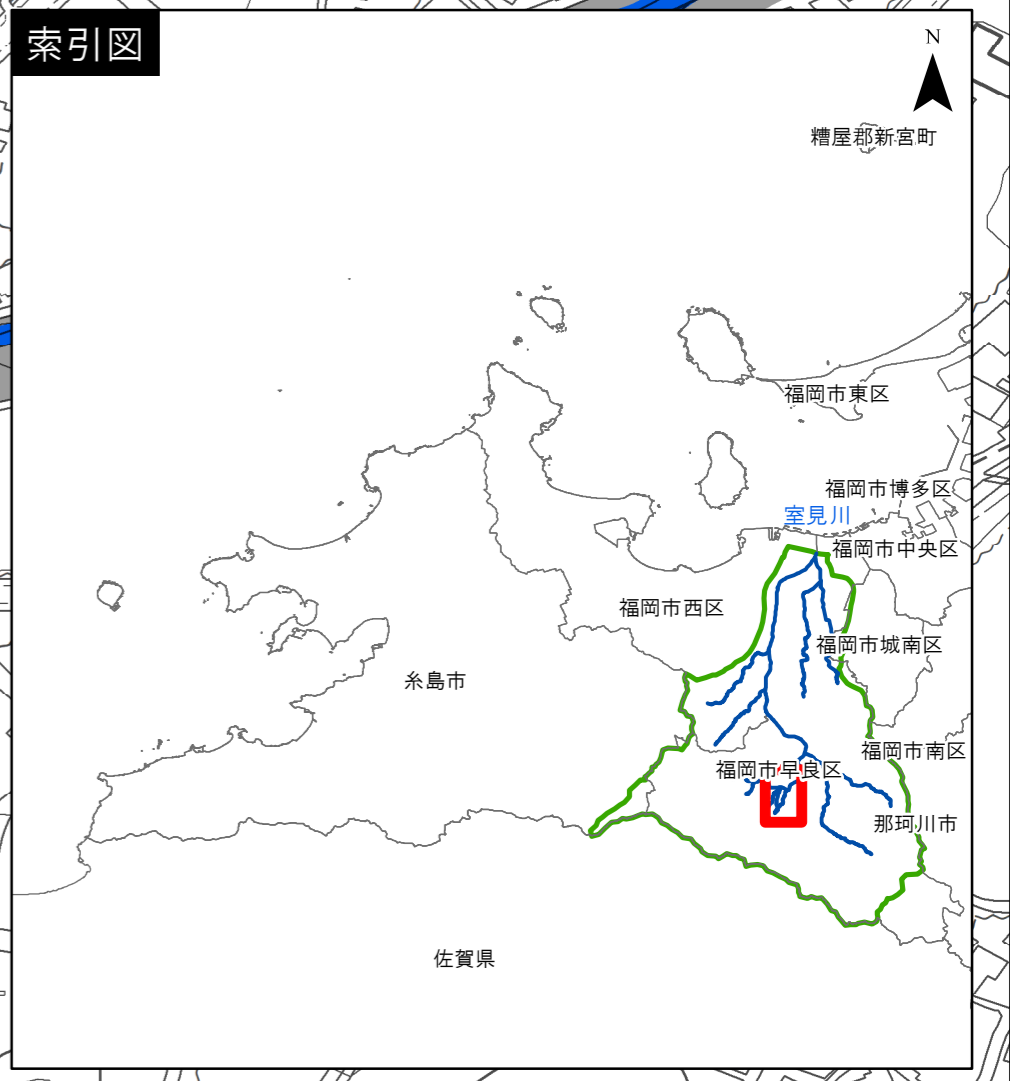 索引図
N
糟屋郡新宮町
福岡市東区
福岡市博多区
室見川
福岡市中央区
福岡市西区
福岡市城南区
糸島市
福岡市南区
福岡市早良区
那珂川市
佐賀県